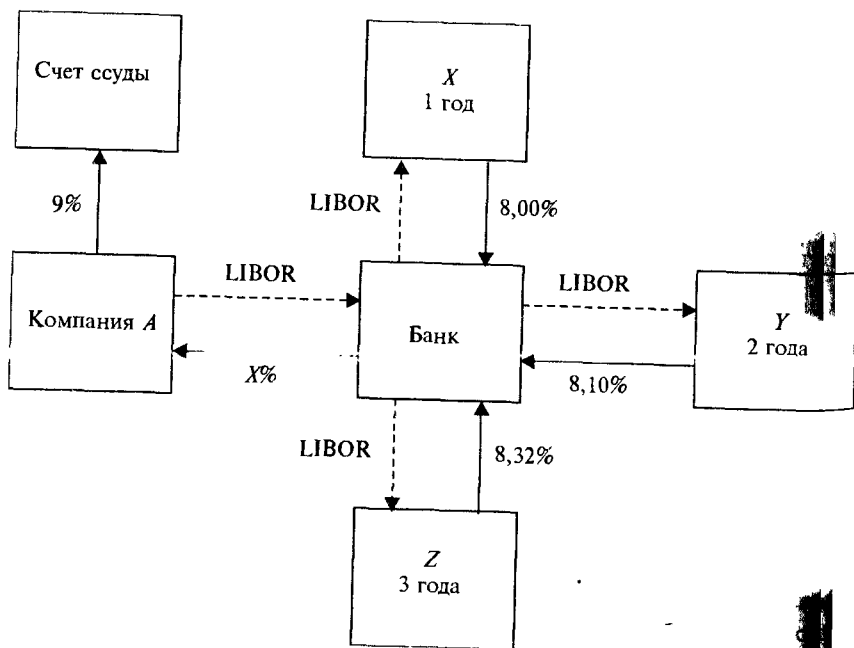 Счет ссуды
X
1 год
9%
LIBOR
8,00%
LIBOR
LIBOR
Компания A
Банк
Y
2 года
X%
8,10%
LIBOR
8,32%
Z
3 года